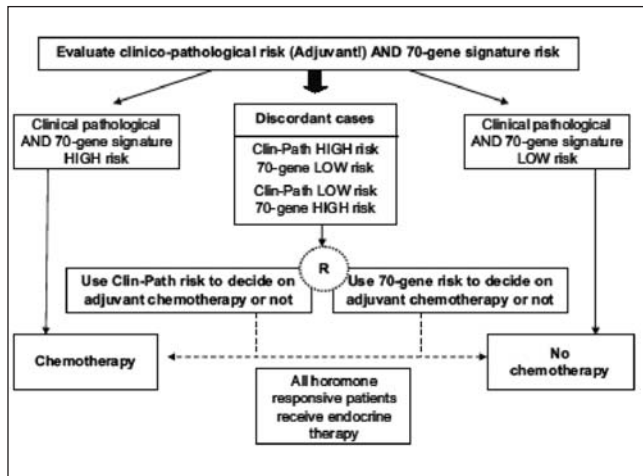 Evaluate clinico-pathological risk (Adjuvant!) AND 70-gene signature risk
Clinical pathological
AND 70-gene signature
HIGH risk
Discordant cases
Clin-Path HIGH risk
70-gene LOW risk
Clin-Path LOW risk
70-gene HIGH risk
Clinical pathological
AND 70-gene signature
LOW risk
R
Use Clin-Path risk to decide on
adjuvant chemotherapy or not
Use 70-gene risk to decide on
adjuvant chemotherapy or not
Chemotherapy
No
chemotherapy
All horomone
responsive patients
receive endocrine
therapy